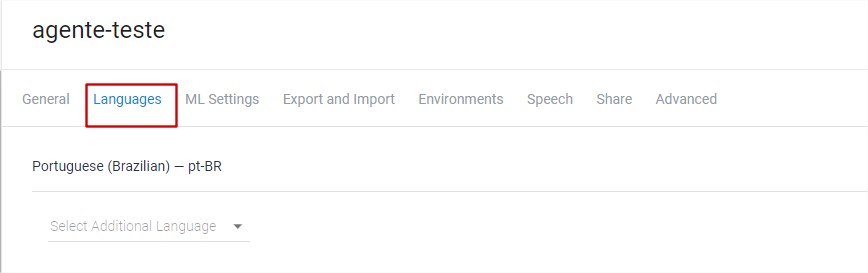 agente-teste
General Languages ML Settings Export and Import Environments Speech Share Advanced
Portuguese (Brazilian) — pt-BR
Select Additional Language